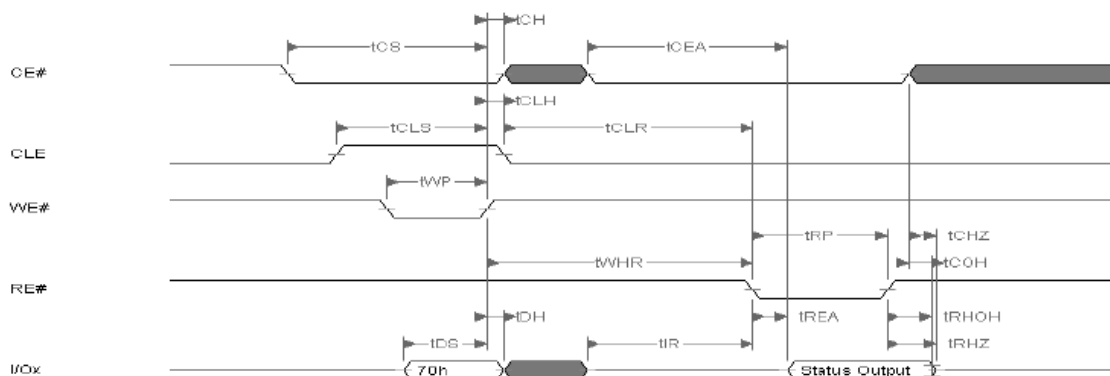 tCH
tCS
tCEA
CE#
tCLH
tCLS
tCLR
CLE
tWP
WE#
tRP
tCHZ
tWHR
tCOH
RE#
tDH
tREA
tRHOH
tDS
tIR
tRHZ
I/Ox
70h
Status Output